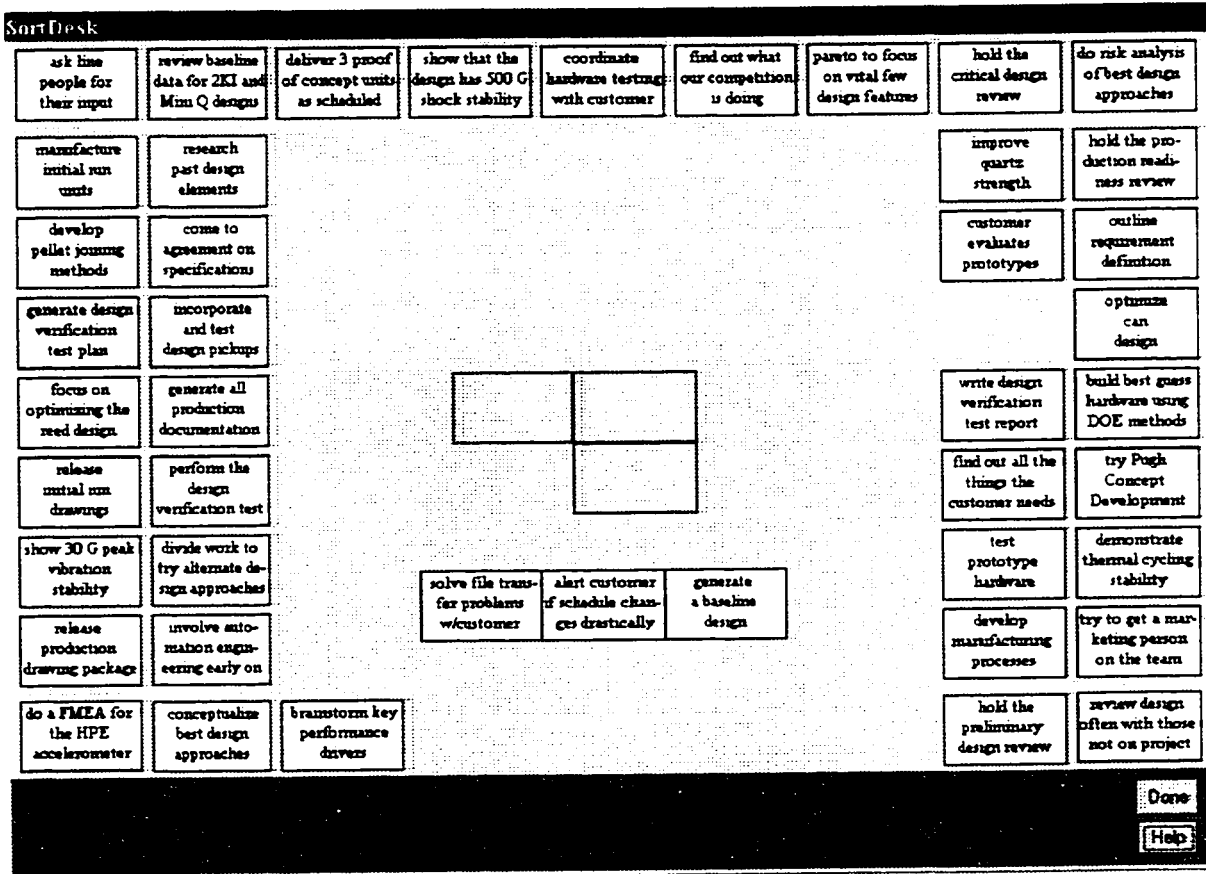 SortDesk
ask line
people for
their input
review baseline
data for 2KI and
Mini Q designs
deliver 3 proof
of concept units
as scheduled
show that the
design has 500 G
shock stability
coordinate
hardware testing
with customer
find out what
our competition
is doing
pareto to focus
on vital few
design features
hold the
critical design
review
do risk analysis
of best design
approaches
manufacture
initial run
units
research
past design
elements
improve
quartz
strength
hold the pro-
duction readi-
ness review
develop
pellet joining
methods
come to
agreement on
specifications
customer
evaluates
prototypes
outline
requirement
definition
generate design
verification
test plan
incorporate
and test
design pickups
optimize
can
design
focus on
optimizing the
reed design
generate all
production
documentation
write design
verification
test report
build best guess
hardware using
DOE methods
release
initial run
drawings
perform the
design
verification test
find out all the
things the
customer needs
try Pugh
Concept
Development
show 30 G peak
vibration
stability
divide work to
try alternate de-
sign approaches
solve file trans-
fer problems
w/customer
alert customer
if schedule chan-
ges drastically
generate
a baseline
design
test
prototype
hardware
demonstrate
thermal cycling
stability
release
production
drawing package
involve auto-
mation engin-
eering early on
develop
manufacturing
processes
try to get a mar-
keting person
on the team
do a FMEA for
the HPE
accelerometer
conceptualize
best design
approaches
brainstorm key
performance
drivers
hold the
preliminary
design review
review design
often with those
not on project
Done
Help